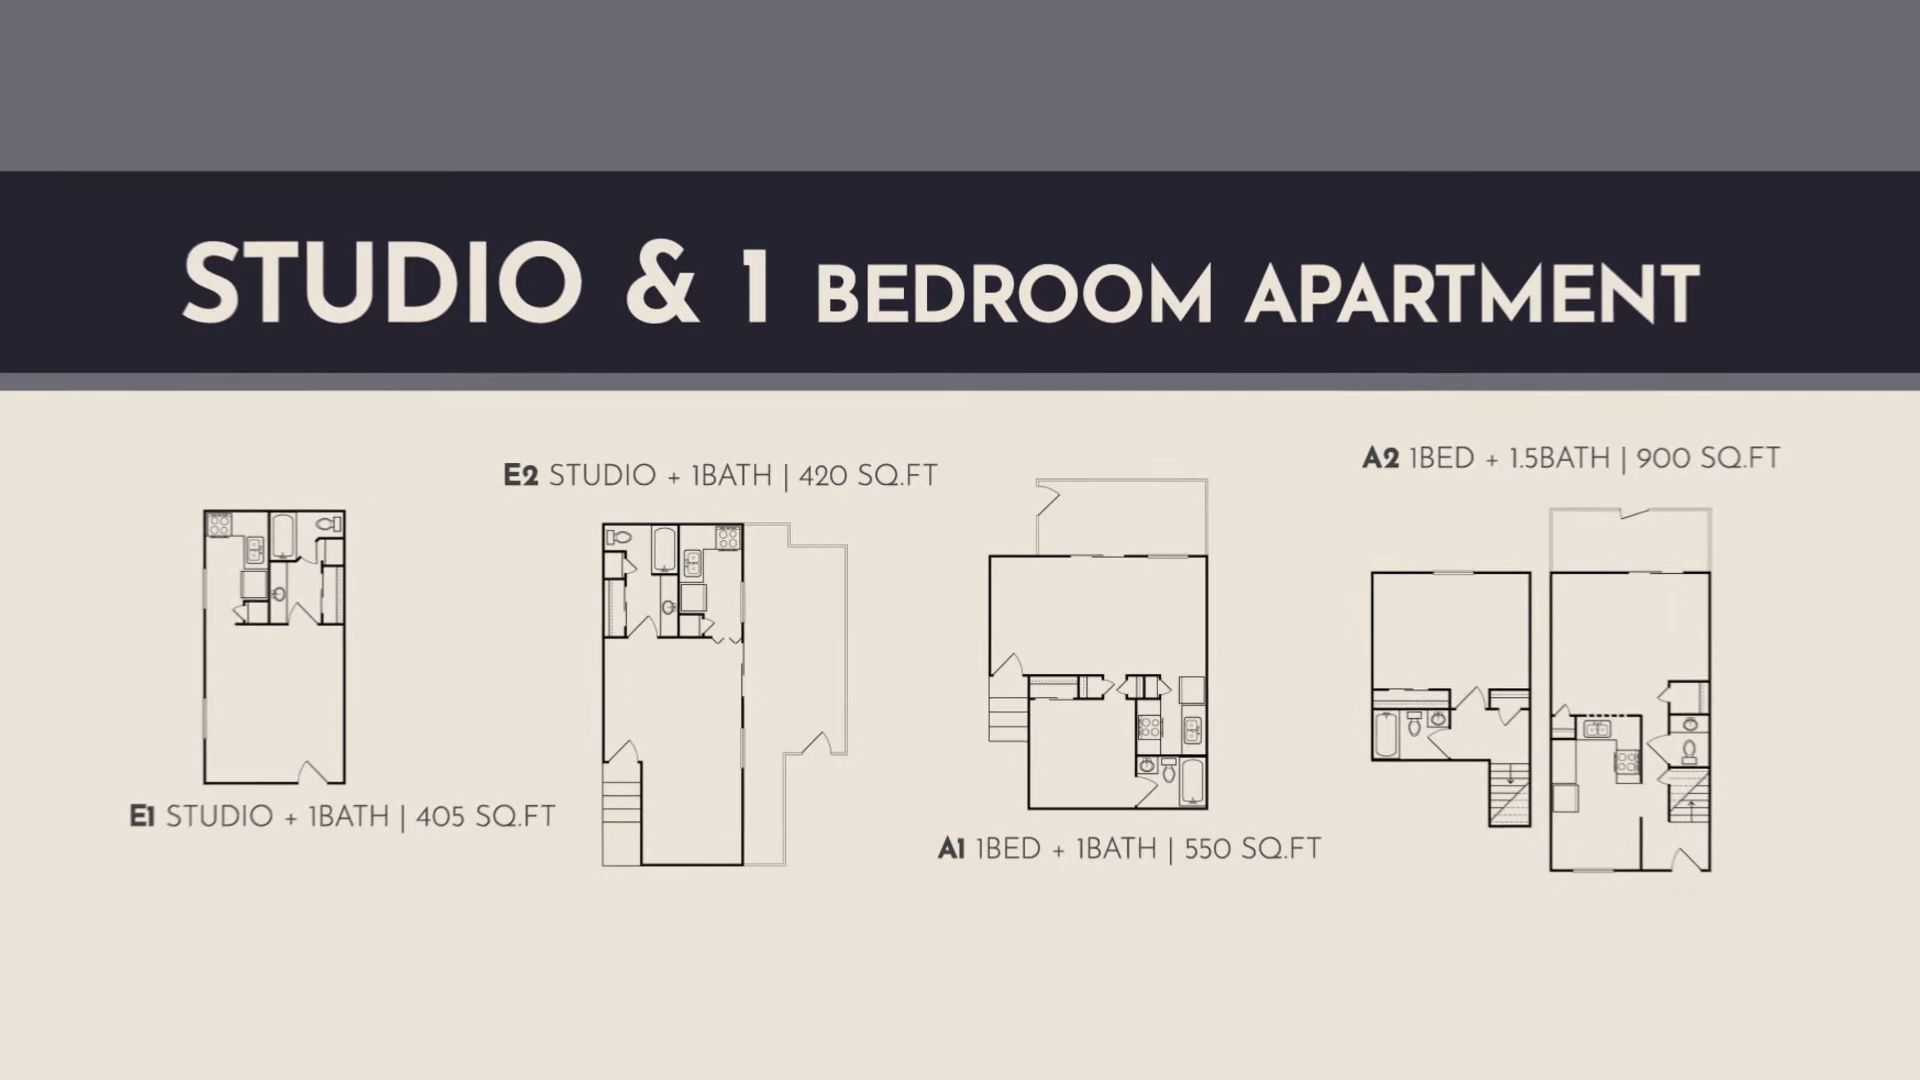 STUDIO & 1 BEDROOM APARTMENT
E1 STUDIO + 1BATH | 405 SQ.FT
E2 STUDIO + 1BATH | 420 SQ.FT
A1 1BED + 1BATH | 550 SQ.FT
A2 1BED + 1.5BATH | 900 SQ.FT